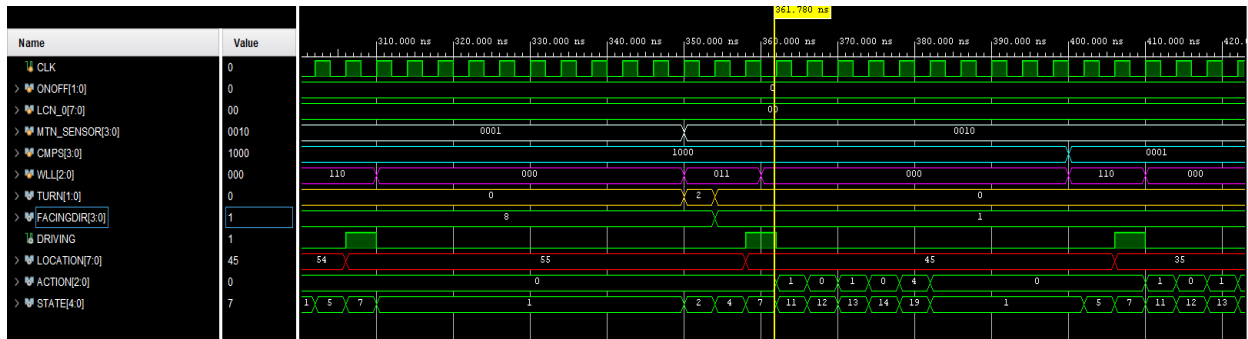 361.780 ns
Name Value
310.000 ns 320.000 ns 330.000 ns 340.000 ns 350.000 ns 360.000 ns 370.000 ns 380.000 ns 390.000 ns 400.000 ns 410.000 ns 420.
CLK 0
ONOFF[1:0] 0 0
LCN_0[7:0] 00 00
MTN_SENSOR[3:0] 0010 0001 0010
CMPS[3:0] 1000 1000 0001
WLL[2:0] 000 110 000 011 000 110 000
TURN[1:0] 0 0 2 0
FACINGDIR[3:0] 1 8 1
DRIVING 1
LOCATION[7:0] 45 54 55 45 35
ACTION[2:0] 0 0 1 0 1 0 4 0 1 0 1
STATE[4:0] 7 1 5 7 1 2 4 7 11 12 13 14 19 1 5 7 11 12 13